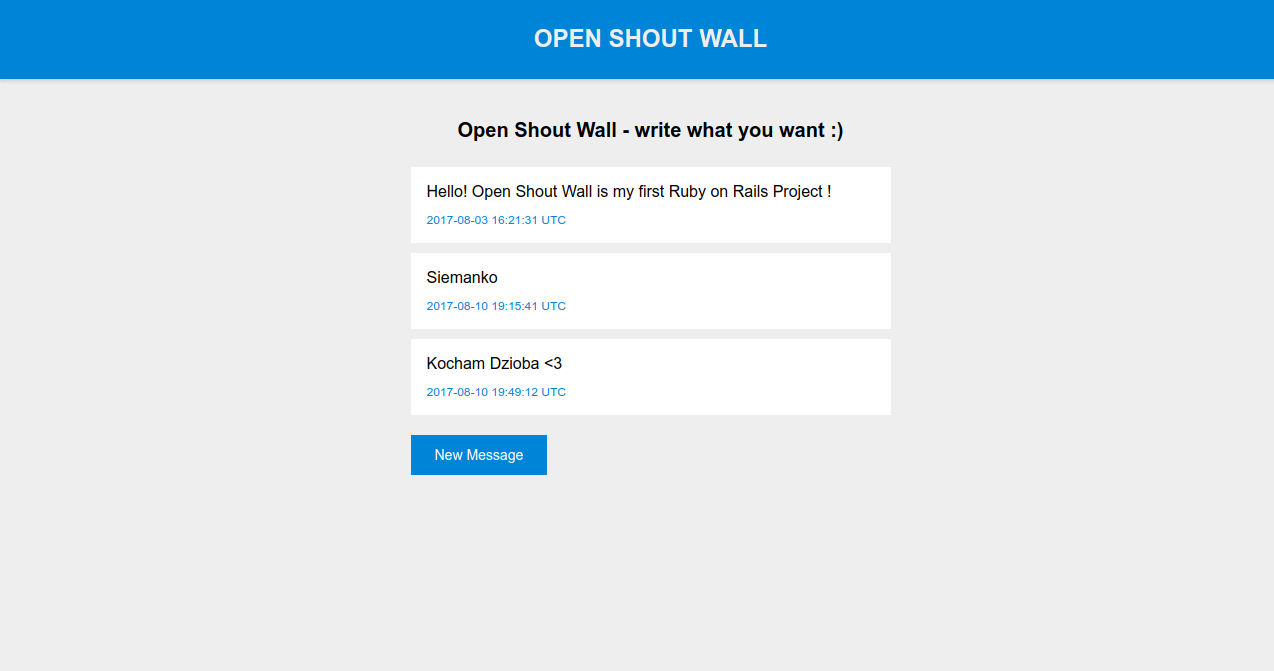 OPEN SHOUT WALL
Open Shout Wall - write what you want :)
Hello! Open Shout Wall is my first Ruby on Rails Project !
2017-08-03 16:21:31 UTC
Siemanko
2017-08-10 19:15:41 UTC
Kocham Dzioba <3
2017-08-10 19:49:12 UTC
New Message